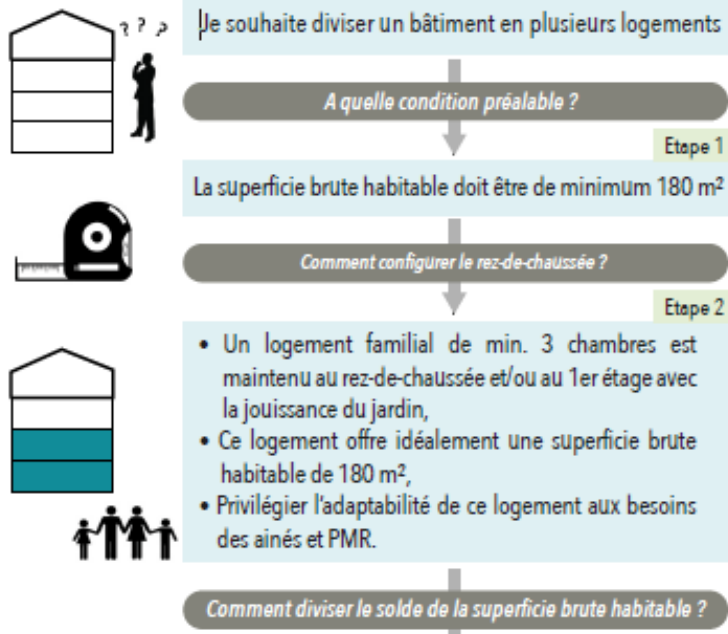 ? ? ?
Je souhaite diviser un bâtiment en plusieurs logements
A quelle condition préalable ?
Etape 1
La superficie brute habitable doit être de minimum 180 m²
Comment configurer le rez-de-chaussée ?
Etape 2
• Un logement familial de min. 3 chambres est
maintenu au rez-de-chaussée et/ou au 1er étage avec
la jouissance du jardin,
• Ce logement offre idéalement une superficie brute
habitable de 180 m²,
• Privilégier l'adaptabilité de ce logement aux besoins
des ainés et PMR.
Comment diviser le solde de la superficie brute habitable ?